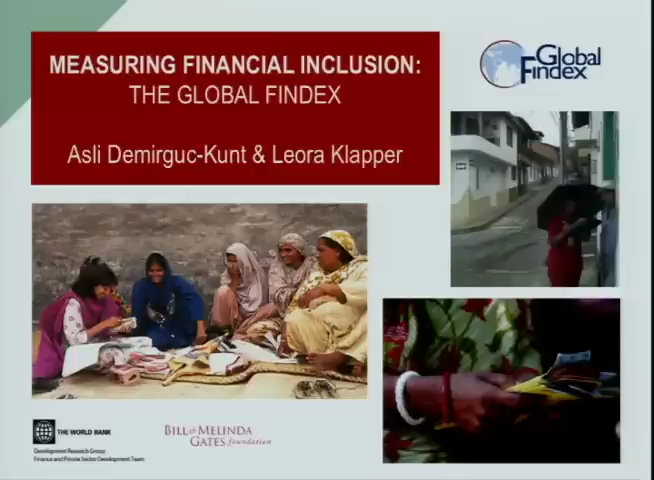 MEASURING FINANCIAL INCLUSION:
THE GLOBAL FINDEX
Asli Demirguc-Kunt & Leora Klapper
Global
Findex
THE WORLD BANK
Development Research Group
Finance and Private Sector Development Team
BILL & MELINDA
GATES foundation